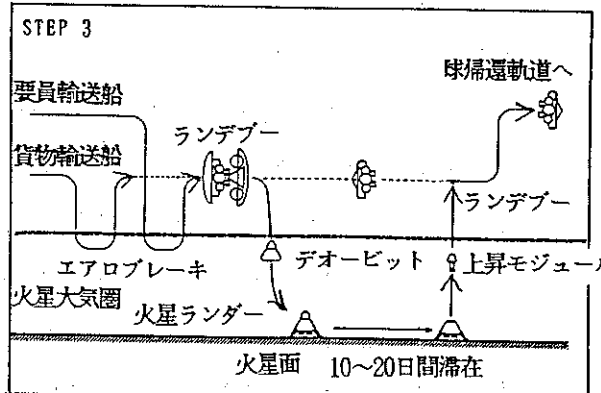 STEP 3
球帰還軌道へ
要員輸送船
ランデブー
貨物輸送船
ランデブー
エアロブレーキ
デオービット
上昇モジュール
火星大気圏
火星ランダー
火星面
10〜20日間滞在